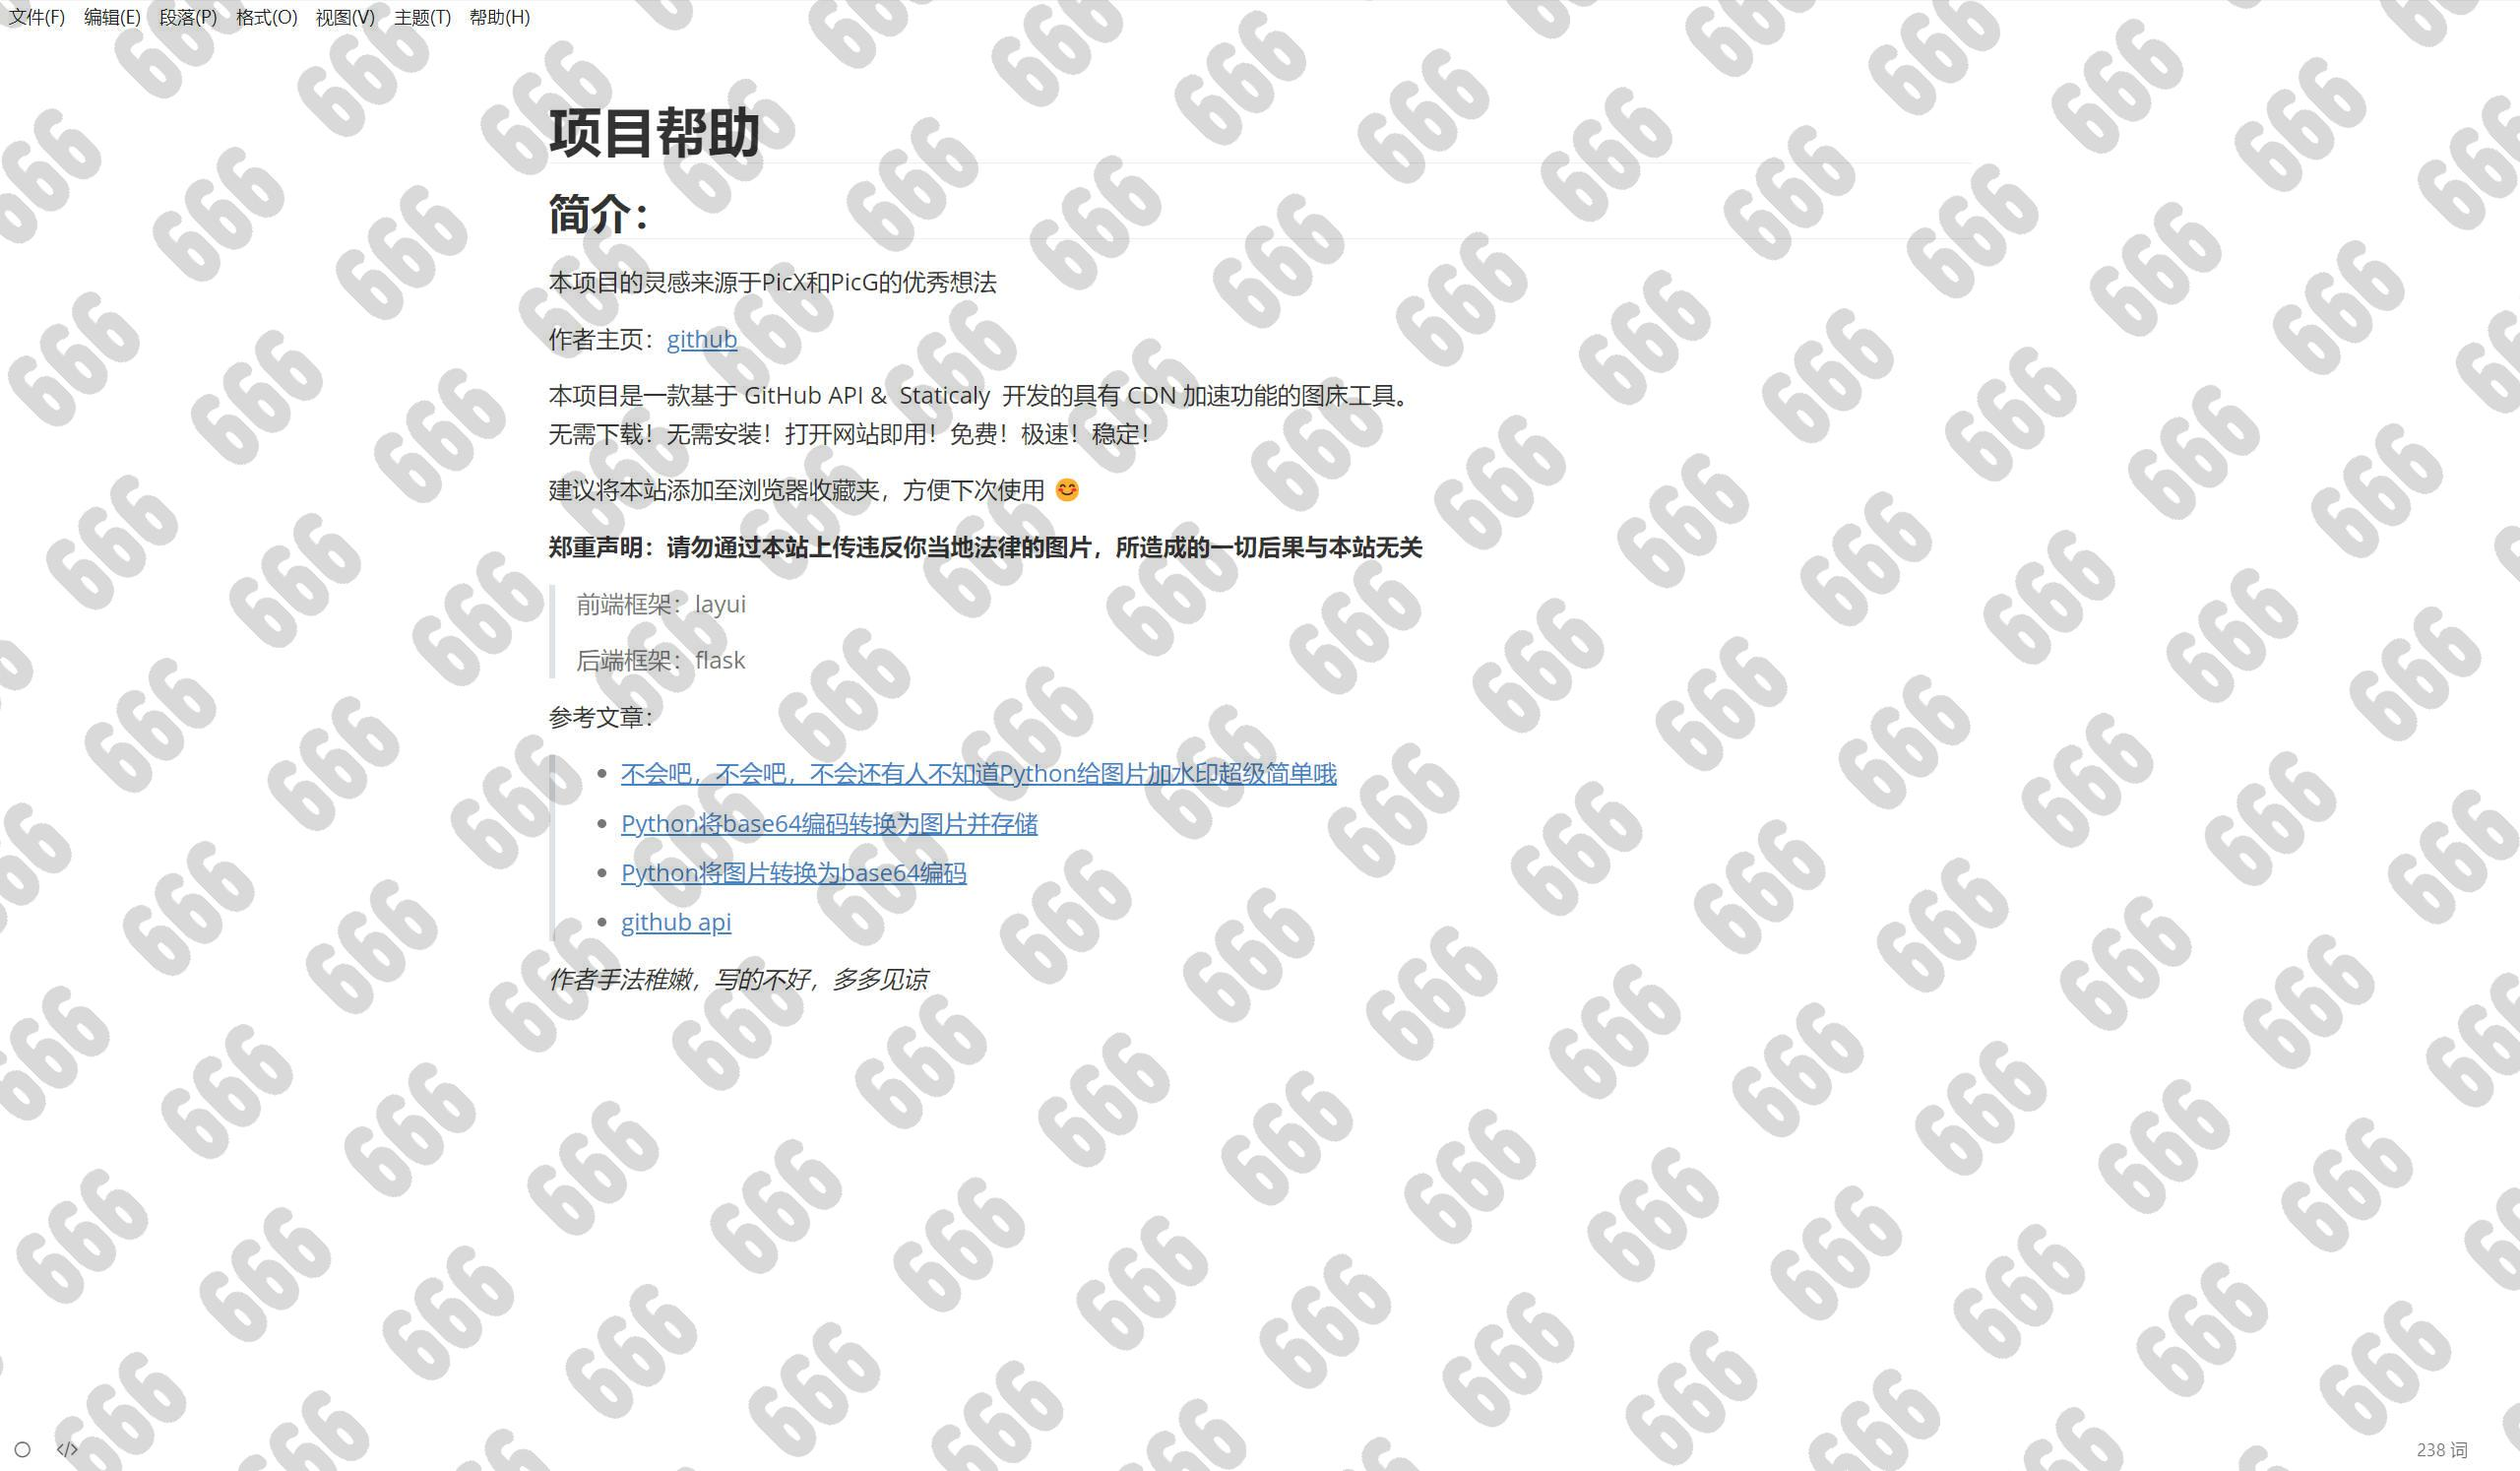 文件(F) 编辑(E) 段落(P) 格式(O) 视图(V) 主题(T) 帮助(H)
项目帮助
简介：
本项目的灵感来源于PicX和PicG的优秀想法
作者主页：github
本项目是一款基于 GitHub API & Staticaly 开发的具有 CDN 加速功能的图床工具。
无需下载！无需安装！打开网站即用！免费！极速！稳定！
建议将本站添加至浏览器收藏夹，方便下次使用 😊
郑重声明：请勿通过本站上传违反你当地法律的图片，所造成的一切后果与本站无关
前端框架：layui
后端框架：flask
参考文章：
不会吧，不会吧，不会还有人不知道Python给图片加水印超级简单哦
Python将base64编码转换为图片并存储
Python将图片转换为base64编码
github api
作者手法稚嫩，写的不好，多多见谅
</>
238 词
666